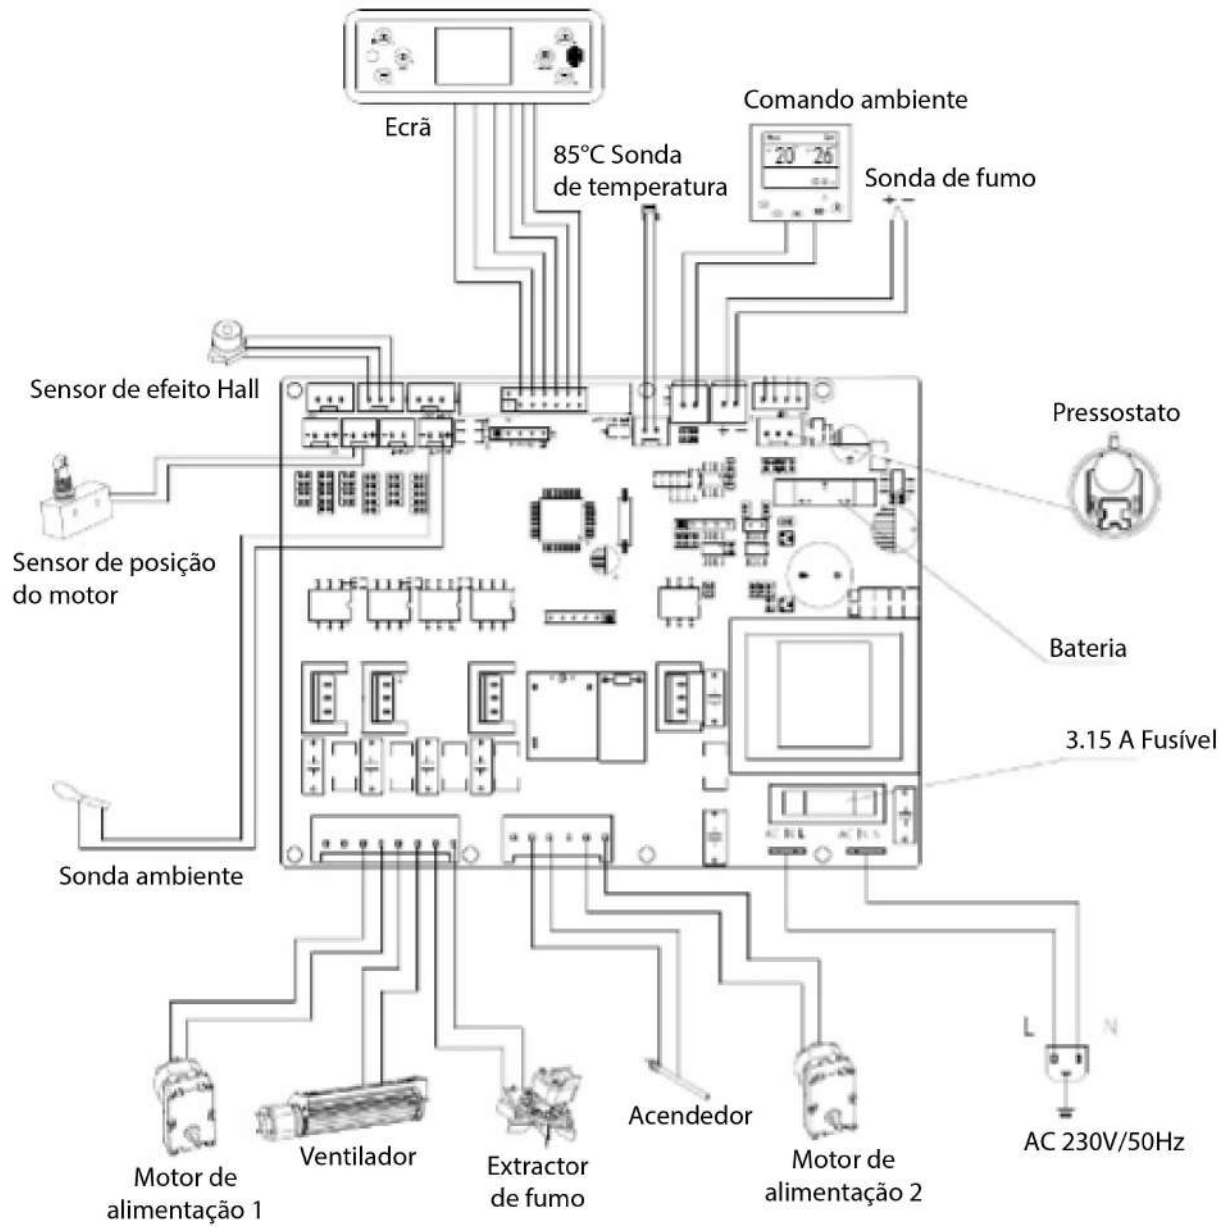 Ecrã
Comando ambiente
20 26
85°C Sonda
de temperatura
Sonda de fumo
+ −
Sensor de efeito Hall
Pressostato
Sensor de posição
do motor
Bateria
3.15 A Fusível
Sonda ambiente
L N
Acendedor
AC 230V/50Hz
Ventilador
Extractor
de fumo
Motor de
alimentação 1
Motor de
alimentação 2